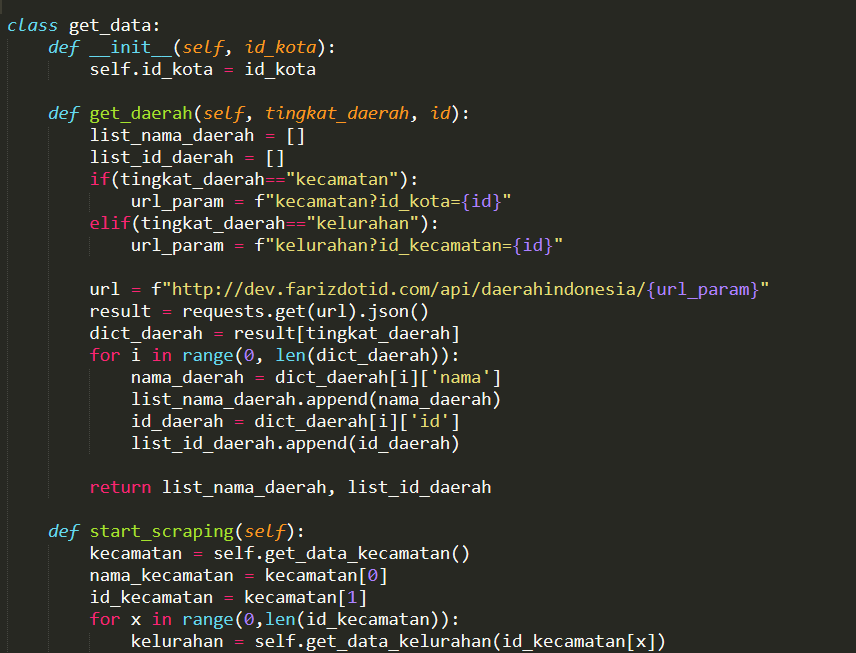 class get_data:
    def __init__(self, id_kota):
        self.id_kota = id_kota

    def get_daerah(self, tingkat_daerah, id):
        list_nama_daerah = []
        list_id_daerah = []
        if(tingkat_daerah=="kecamatan"):
            url_param = f"kecamatan?id_kota={id}"
        elif(tingkat_daerah=="kelurahan"):
            url_param = f"kelurahan?id_kecamatan={id}"

        url = f"http://dev.farizdotid.com/api/daerahindonesia/{url_param}"
        result = requests.get(url).json()
        dict_daerah = result[tingkat_daerah]
        for i in range(0, len(dict_daerah)):
            nama_daerah = dict_daerah[i]['nama']
            list_nama_daerah.append(nama_daerah)
            id_daerah = dict_daerah[i]['id']
            list_id_daerah.append(id_daerah)

        return list_nama_daerah, list_id_daerah

    def start_scraping(self):
        kecamatan = self.get_data_kecamatan()
        nama_kecamatan = kecamatan[0]
        id_kecamatan = kecamatan[1]
        for x in range(0,len(id_kecamatan)):
            kelurahan = self.get_data_kelurahan(id_kecamatan[x])